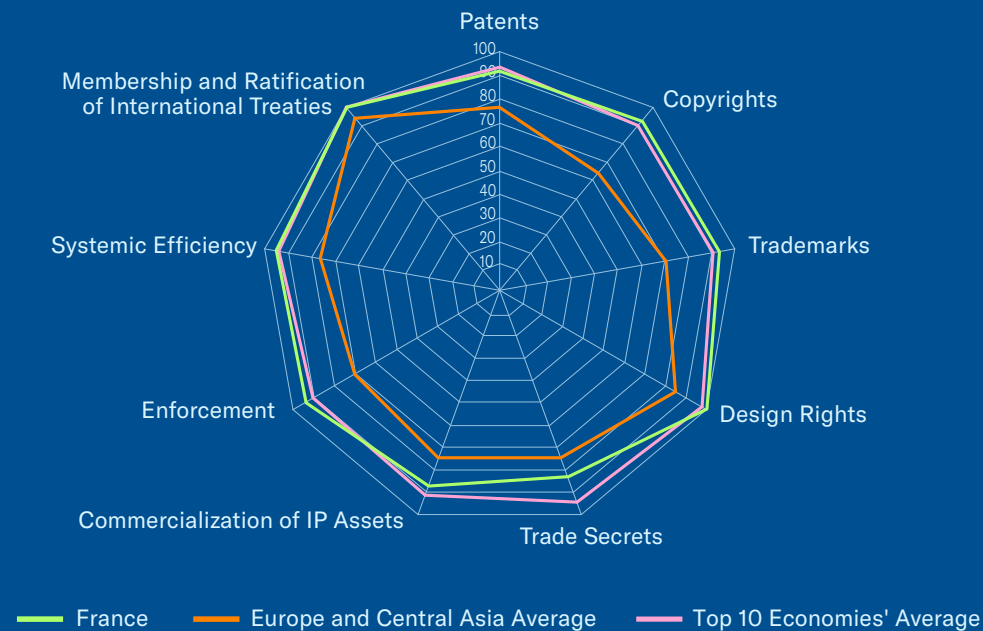 Patents
100
90
80
70
60
50
40
30
20
10
Membership and Ratification
of International Treaties
Copyrights
Systemic Efficiency
Trademarks
Enforcement
Design Rights
Commercialization of IP Assets
Trade Secrets
France
Europe and Central Asia Average
Top 10 Economies' Average